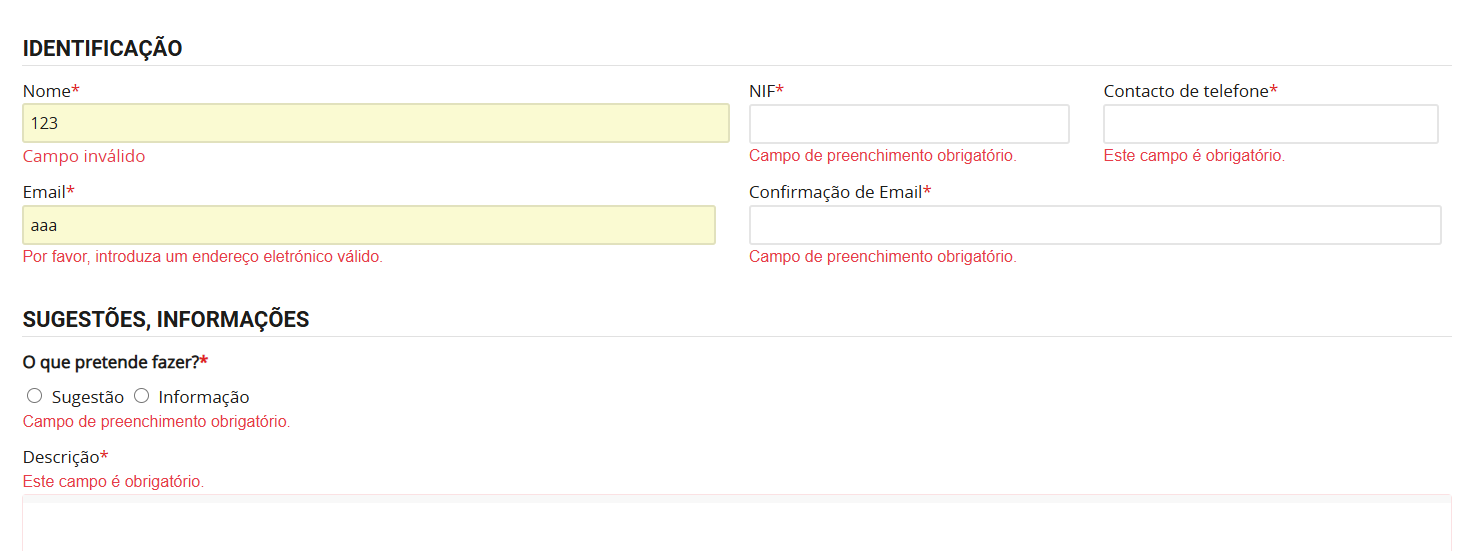 IDENTIFICAÇÃO
Nome* NIF* Contacto de telefone*
123
Campo inválido Campo de preenchimento obrigatório. Este campo é obrigatório.
Email* Confirmação de Email*
aaa
Por favor, introduza um endereço eletrónico válido. Campo de preenchimento obrigatório.
SUGESTÕES, INFORMAÇÕES
O que pretende fazer?*
Sugestão Informação
Campo de preenchimento obrigatório.
Descrição*
Este campo é obrigatório.